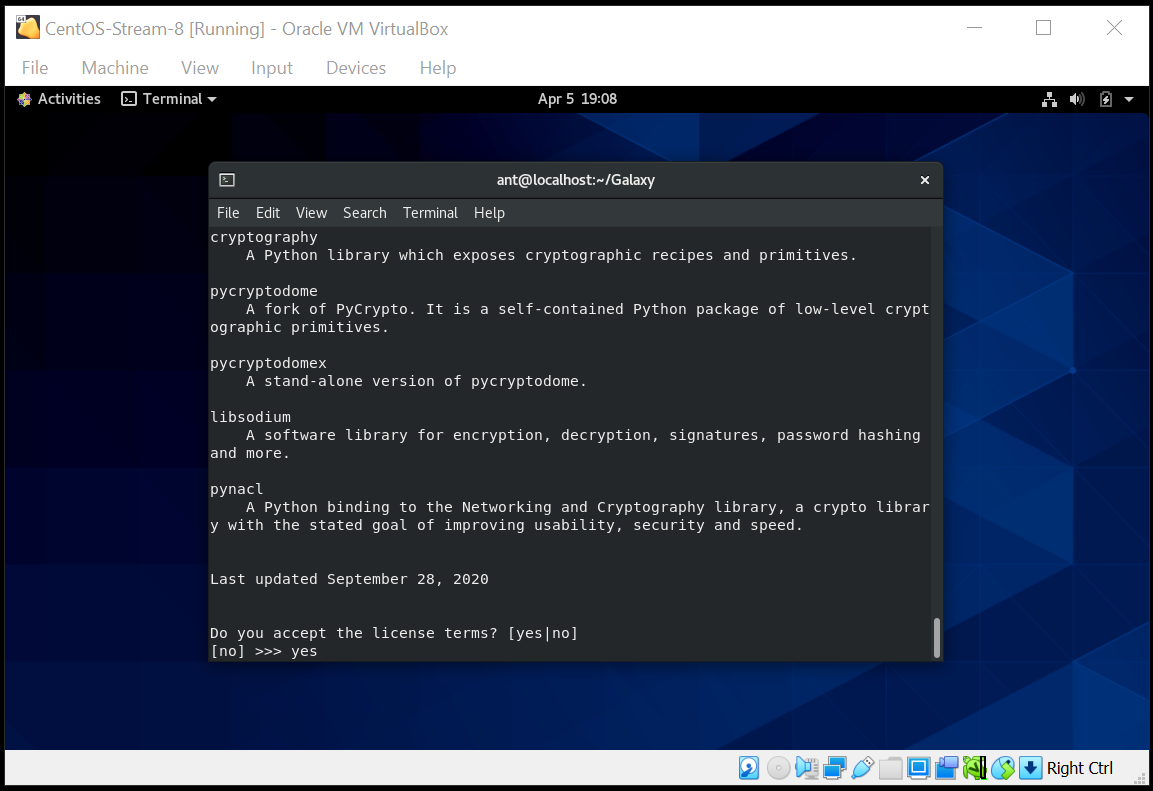 CentOS-Stream-8 [Running] - Oracle VM VirtualBox
File Machine View Input Devices Help
Activities Terminal Apr 5 19:08
ant@localhost:~/Galaxy
File Edit View Search Terminal Help
cryptography
A Python library which exposes cryptographic recipes and primitives.
pycryptodome
A fork of PyCrypto. It is a self-contained Python package of low-level crypt
ographic primitives.
pycryptodomex
A stand-alone version of pycryptodome.
libsodium
A software library for encryption, decryption, signatures, password hashing
and more.
pynacl
A Python binding to the Networking and Cryptography library, a crypto librar
y with the stated goal of improving usability, security and speed.
Last updated September 28, 2020
Do you accept the license terms? [yes|no]
[no] >>> yes
Right Ctrl